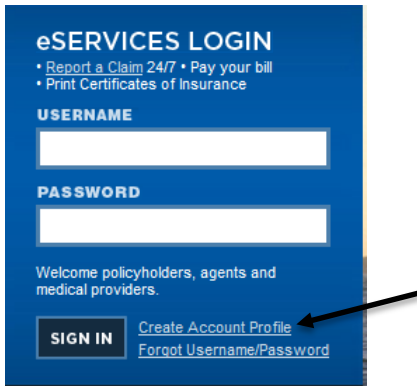 eSERVICES LOGIN
• Report a Claim 24/7 • Pay your bill
• Print Certificates of Insurance
USERNAME
PASSWORD
Welcome policyholders, agents and
medical providers.
SIGN IN
Create Account Profile
Forgot Username/Password